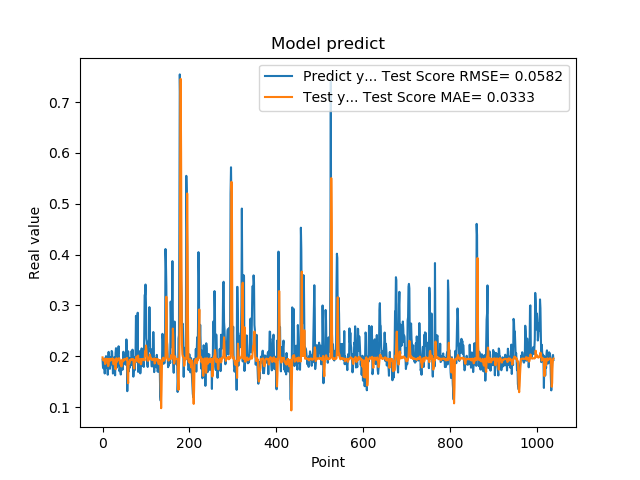 Model predict
Predict y... Test Score RMSE= 0.0582
Test y... Test Score MAE= 0.0333
Real value
0.7
0.6
0.5
0.4
0.3
0.2
0.1
0 200 400 600 800 1000
Point